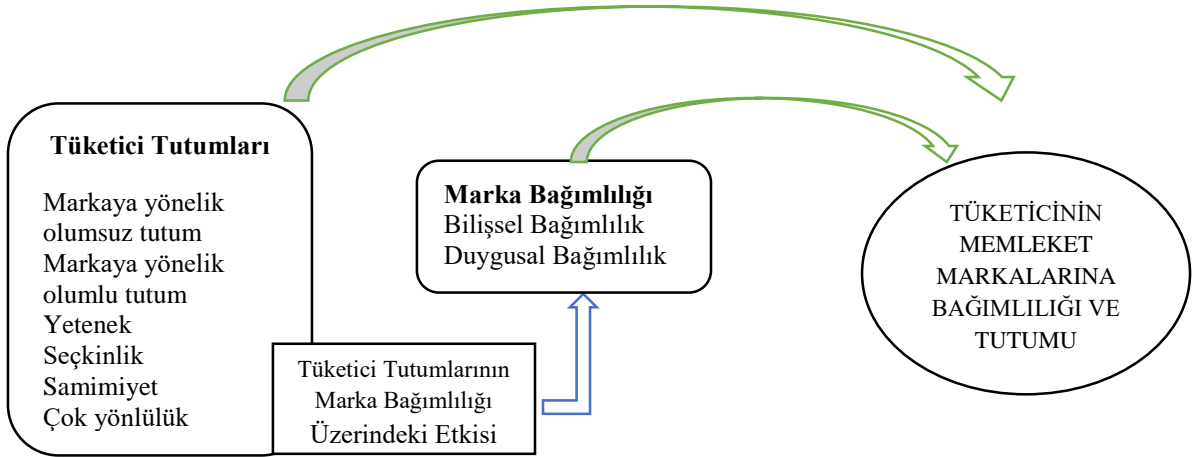 Tüketici Tutumları
Markaya yönelik
olumsuz tutum
Markaya yönelik
olumlu tutum
Yetenek
Seçkinlik
Samimiyet
Çok yönlülük
Tüketici Tutumlarının
Marka Bağımlılığı
Üzerindeki Etkisi
Marka Bağımlılığı
Bilişsel Bağımlılık
Duygusal Bağımlılık
TÜKETİCİNİN
MEMLEKET
MARKALARINA
BAĞIMLILIĞI VE
TUTUMU